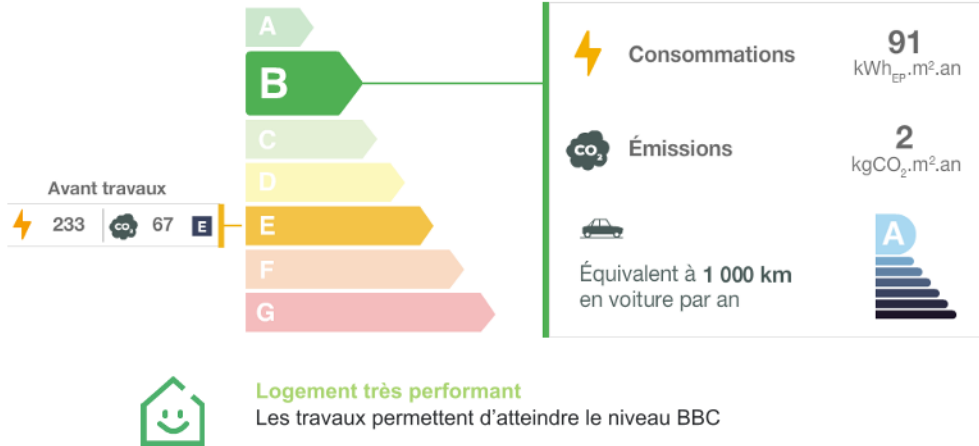 A
B
C
D
E
F
G
Avant travaux
233 CO₂ 67 E
Consommations 91
kWhEP.m².an
CO₂ Émissions 2
kgCO₂.m².an
A
Équivalent à 1 000 km
en voiture par an
Logement très performant
Les travaux permettent d’atteindre le niveau BBC